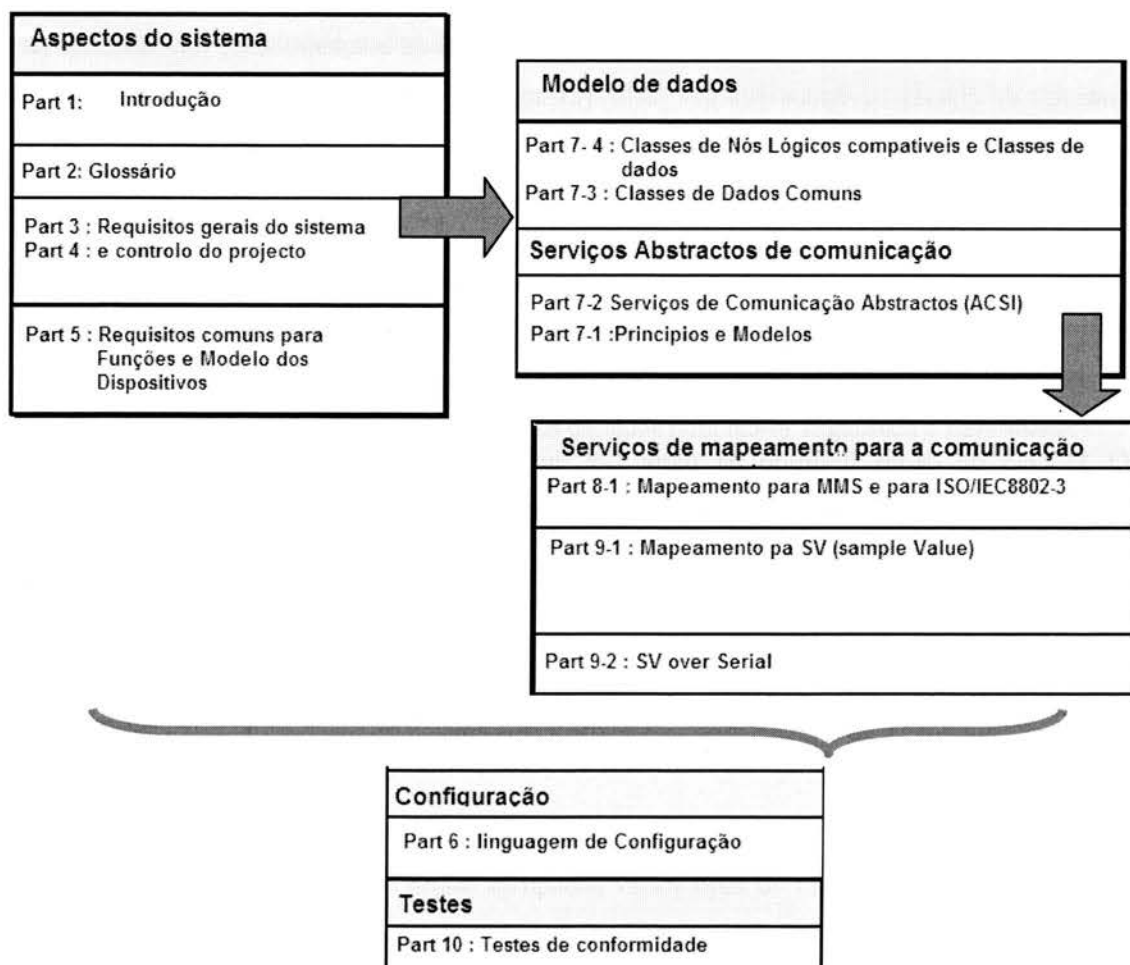 Aspectos do sistema
Part 1: Introdução
Part 2: Glossário
Part 3 : Requisitos gerais do sistema
Part 4 : e controlo do projecto
Part 5 : Requisitos comuns para
Funções e Modelo dos
Dispositivos
Modelo de dados
Part 7- 4 : Classes de Nós Lógicos compativeis e Classes de
dados
Part 7-3 : Classes de Dados Comuns
Serviços Abstractos de comunicação
Part 7-2 Serviços de Comunicação Abstractos (ACSI)
Part 7-1 :Principios e Modelos
Serviços de mapeamento para a comunicação
Part 8-1 : Mapeamento para MMS e para ISO/IEC8802-3
Part 9-1 : Mapeamento pa SV (sample Value)
Part 9-2 : SV over Serial
Configuração
Part 6 : linguagem de Configuração
Testes
Part 10 : Testes de conformidade